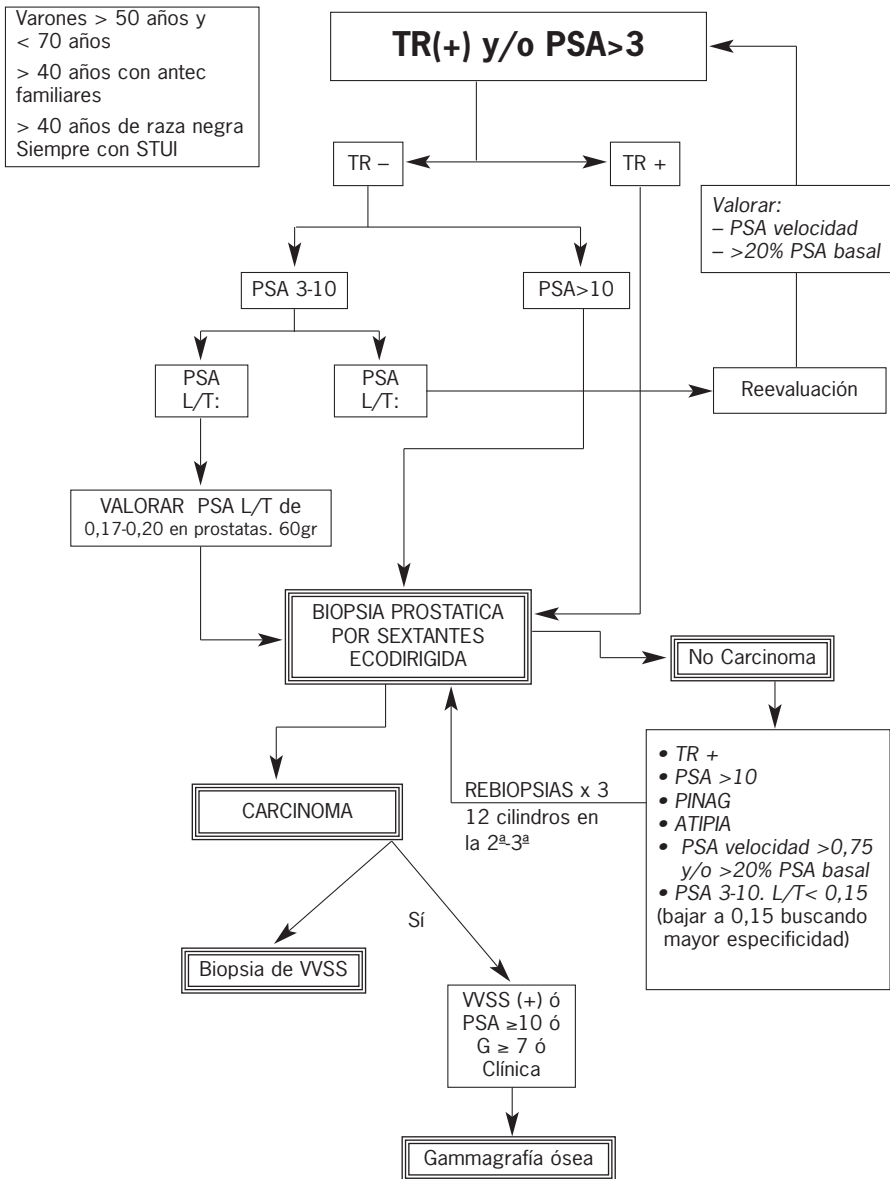 Varones > 50 años y
< 70 años
> 40 años con antec
familiares
> 40 años de raza negra
Siempre con STUI
TR(+) y/o PSA>3
TR –
TR +
Valorar:
– PSA velocidad
– >20% PSA basal
PSA 3-10
PSA>10
PSA
L/T:
PSA
L/T:
Reevaluación
VALORAR PSA L/T de
0,17-0,20 en prostatas. 60gr
BIOPSIA PROSTATICA
POR SEXTANTES
ECODIRIGIDA
No Carcinoma
• TR +
• PSA >10
• PINAG
• ATIPIA
• PSA velocidad >0,75
y/o >20% PSA basal
• PSA 3-10. L/T< 0,15
(bajar a 0,15 buscando
mayor especificidad)
REBIOPSIAS x 3
12 cilindros en
la 2ª-3ª
CARCINOMA
Sí
Biopsia de VVSS
VVSS (+) ó
PSA ≥10 ó
G ≥ 7 ó
Clínica
Gammagrafía ósea